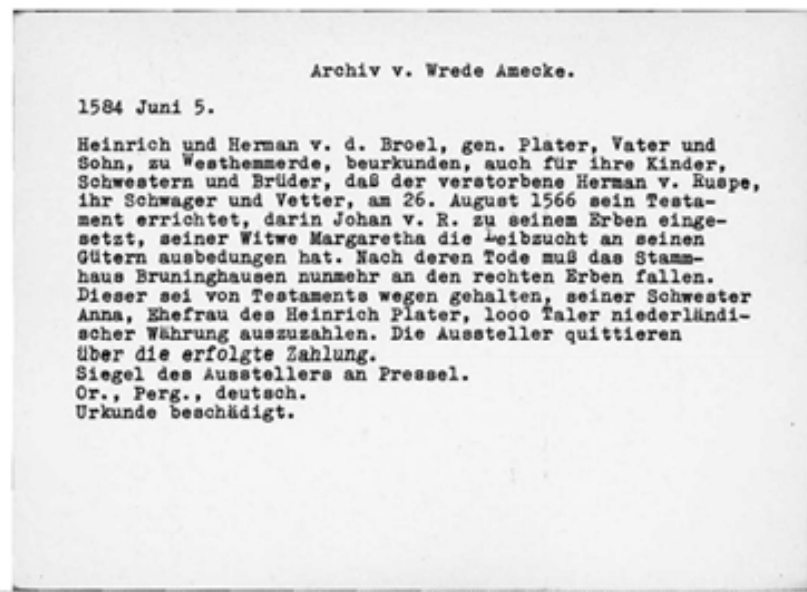 Archiv v. Wrede Amecke.
1584 Juni 5.
Heinrich und Herman v. d. Broel, gen. Plater, Vater und
Sohn, zu Westhemmerde, beurkunden, auch für ihre Kinder,
Schwestern und Brüder, daß der verstorbene Herman v. Ruspe,
ihr Schwager und Vetter, am 26. August 1566 sein Testa-
ment errichtet, darin Johan v. R. zu seinem Erben einge-
setzt, seiner Witwe Margaretha die Leibzucht an seinen
Gütern ausbedungen hat. Nach deren Tode muß das Stamm-
haus Bruninghausen nunmehr an den rechten Erben fallen.
Dieser sei von Testaments wegen gehalten, seiner Schwester
Anna, Ehefrau des Heinrich Plater, looo Taler niederländi-
scher Währung auszuzahlen. Die Aussteller quittieren
über die erfolgte Zahlung.
Siegel des Ausstellers an Pressel.
Or., Perg., deutsch.
Urkunde beschädigt.